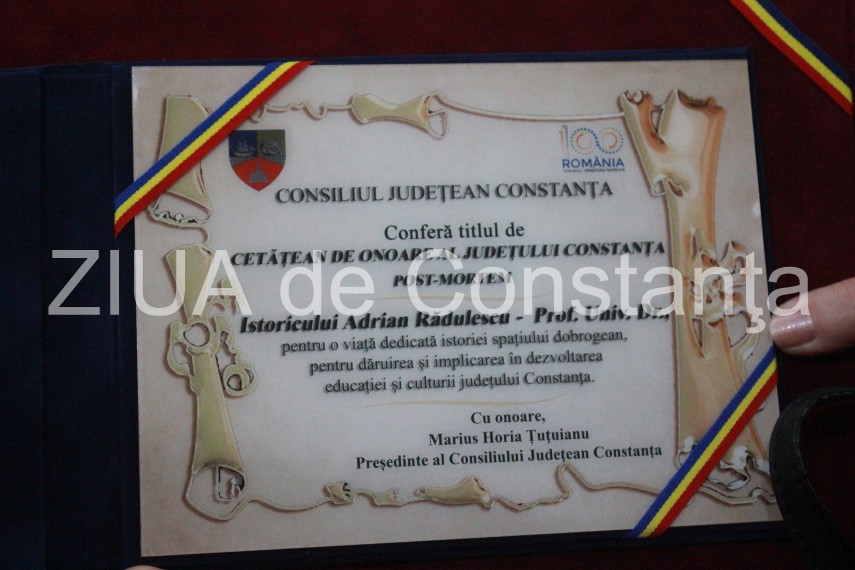 100
ROMÂNIA
CONSILIUL JUDEȚEAN CONSTANȚA
Conferă titlul de
CETĂȚEAN DE ONOARE AL JUDEȚULUI CONSTANȚA
POST-MORTEM
ZIUA de Constanța
Istoricului Adrian Rădulescu - Prof. Univ. Dr.,
pentru o viață dedicată istoriei spațiului dobrogean,
pentru dăruirea și implicarea în dezvoltarea
educației și culturii județului Constanța.
Cu onoare,
Marius Horia Țuțuianu
Președinte al Consiliului Județean Constanța